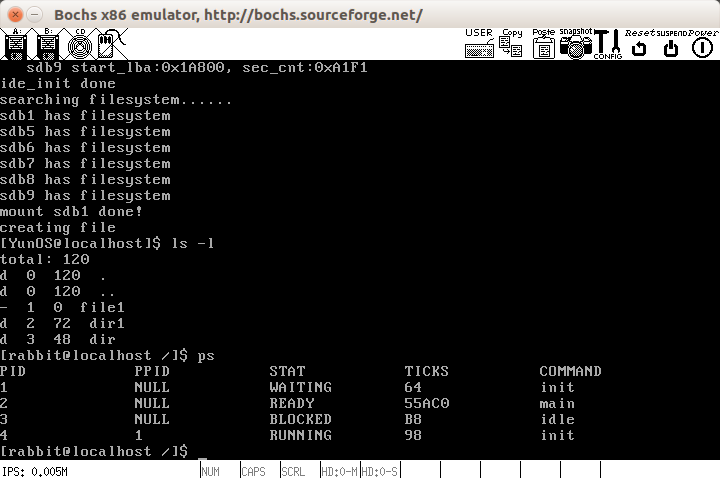 Bochs x86 emulator, http://bochs.sourceforge.net/
A: B: CD USER Copy Paste snapshot CONFIG Reset SUSPEND Power
sdb9 start_lba:0x1A800, sec_cnt:0xA1F1
ide_init done
searching filesystem......
sdb1 has filesystem
sdb5 has filesystem
sdb6 has filesystem
sdb7 has filesystem
sdb8 has filesystem
sdb9 has filesystem
mount sdb1 done!
creating file
[YunOS@localhost]$ ls -l
total: 120
d 0 120 .
d 0 120 ..
- 1 0 file1
d 2 72 dir1
d 3 48 dir
[rabbit@localhost /]$ ps
PID PPID STAT TICKS COMMAND
1 NULL WAITING 64 init
2 NULL READY 55AC0 main
3 NULL BLOCKED B8 idle
4 1 RUNNING 98 init
[rabbit@localhost /]$ _
IPS: 0.005M NUM CAPS SCRL HD:0-M HD:0-S